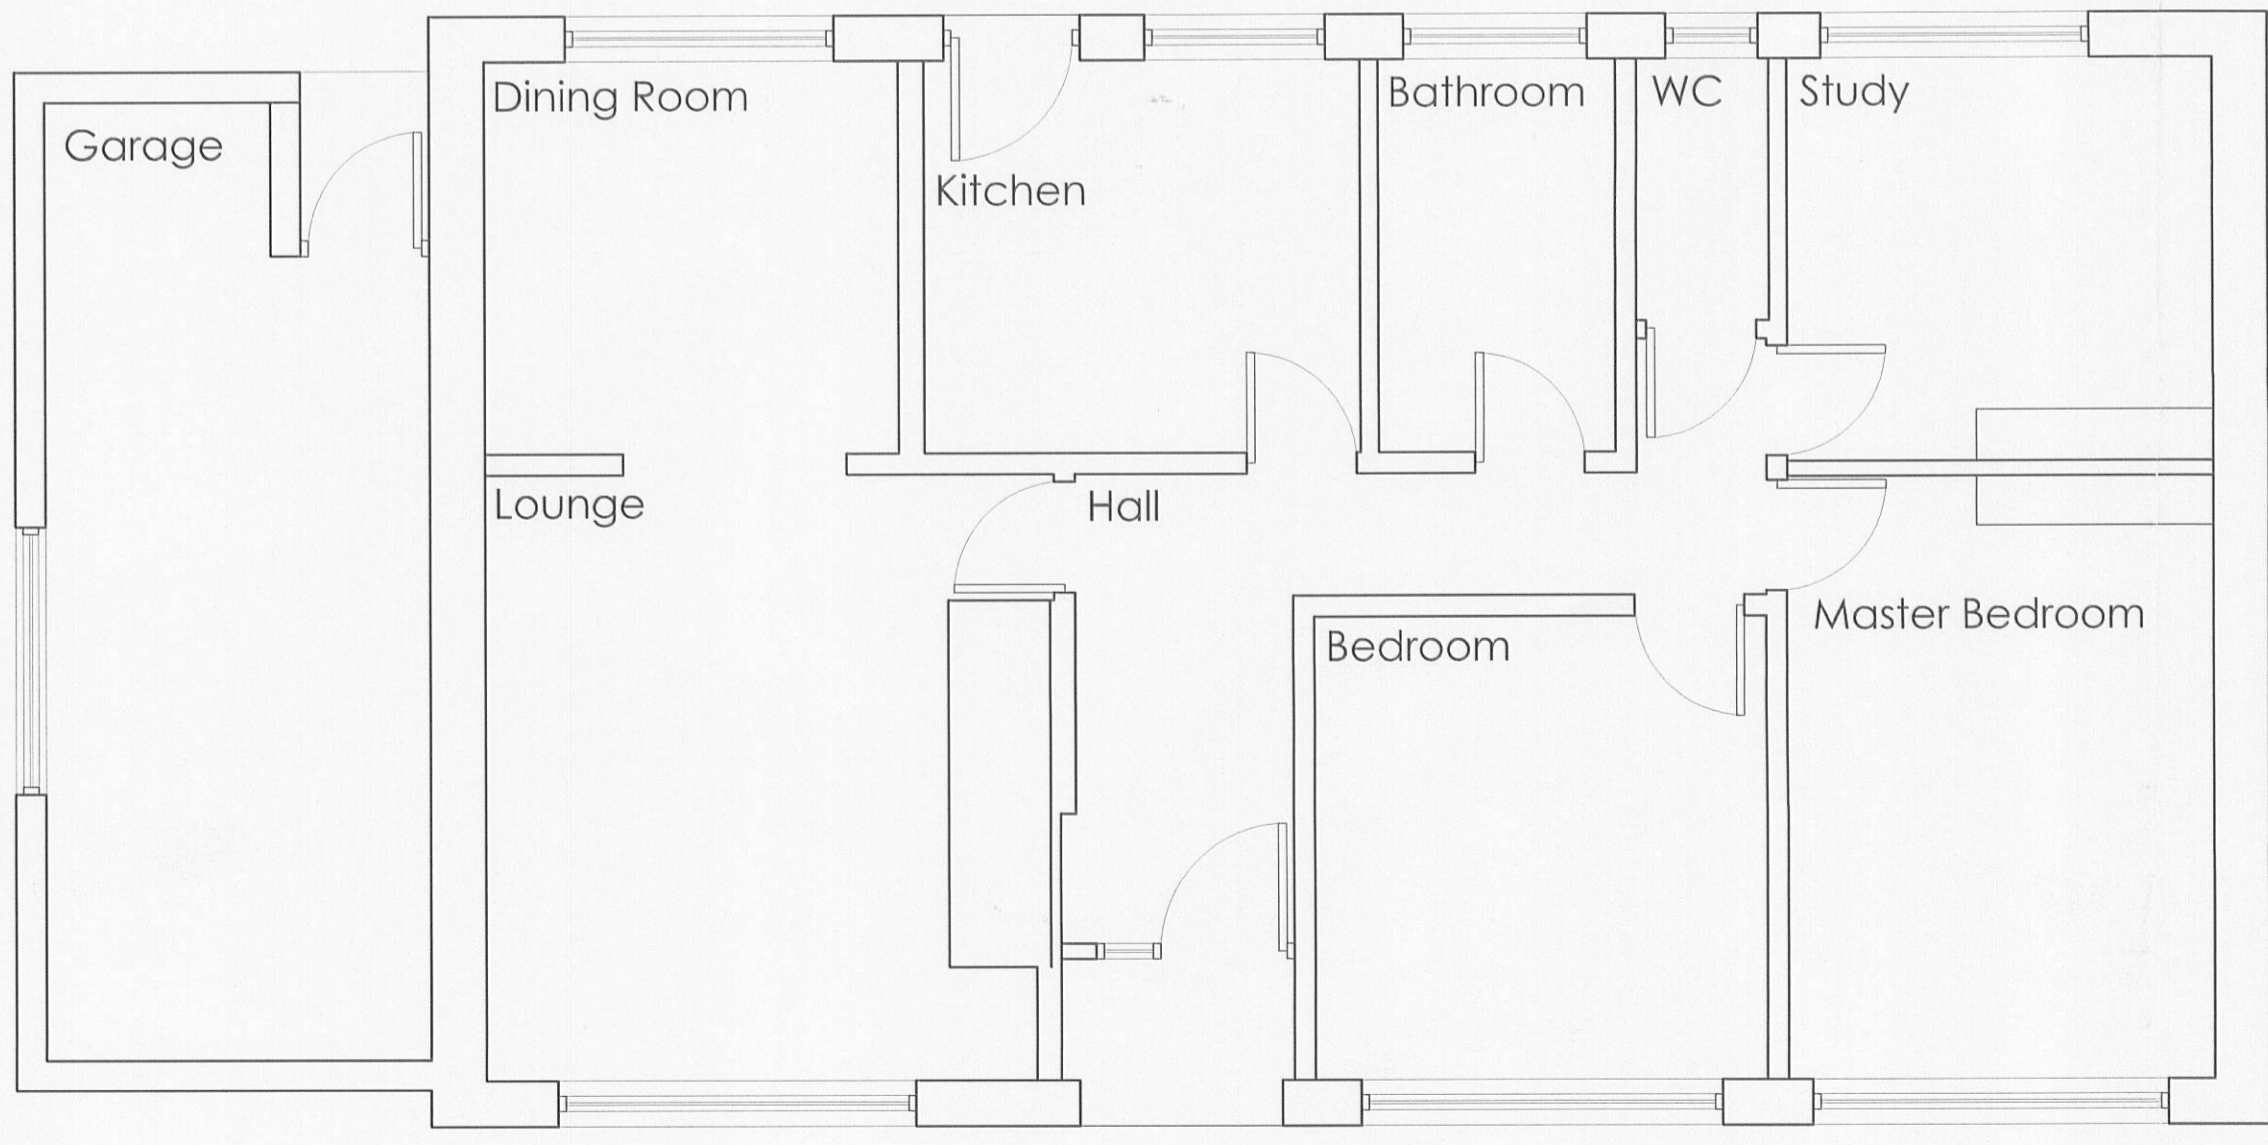 Dining Room
Bathroom
WC
Study
Garage
Kitchen
Lounge
Hall
Master Bedroom
Bedroom